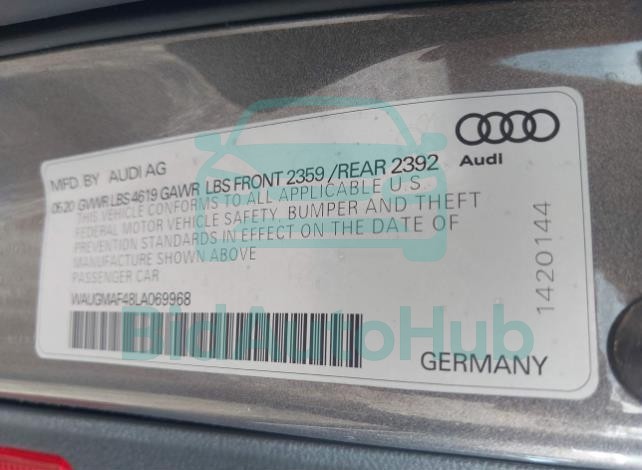 MFD. BY AUDI AG
05.20 GVWR LBS 4619 GAWR LBS FRONT 2359 /REAR 2392
THIS VEHICLE CONFORMS TO ALL APPLICABLE U.S.
FEDERAL MOTOR VEHICLE SAFETY, BUMPER AND THEFT
PREVENTION STANDARDS IN EFFECT ON THE DATE OF
MANUFACTURE SHOWN ABOVE
PASSENGER CAR
WAUGMAF48LA069968
Audi
1420144
GERMANY
BidAutoHub